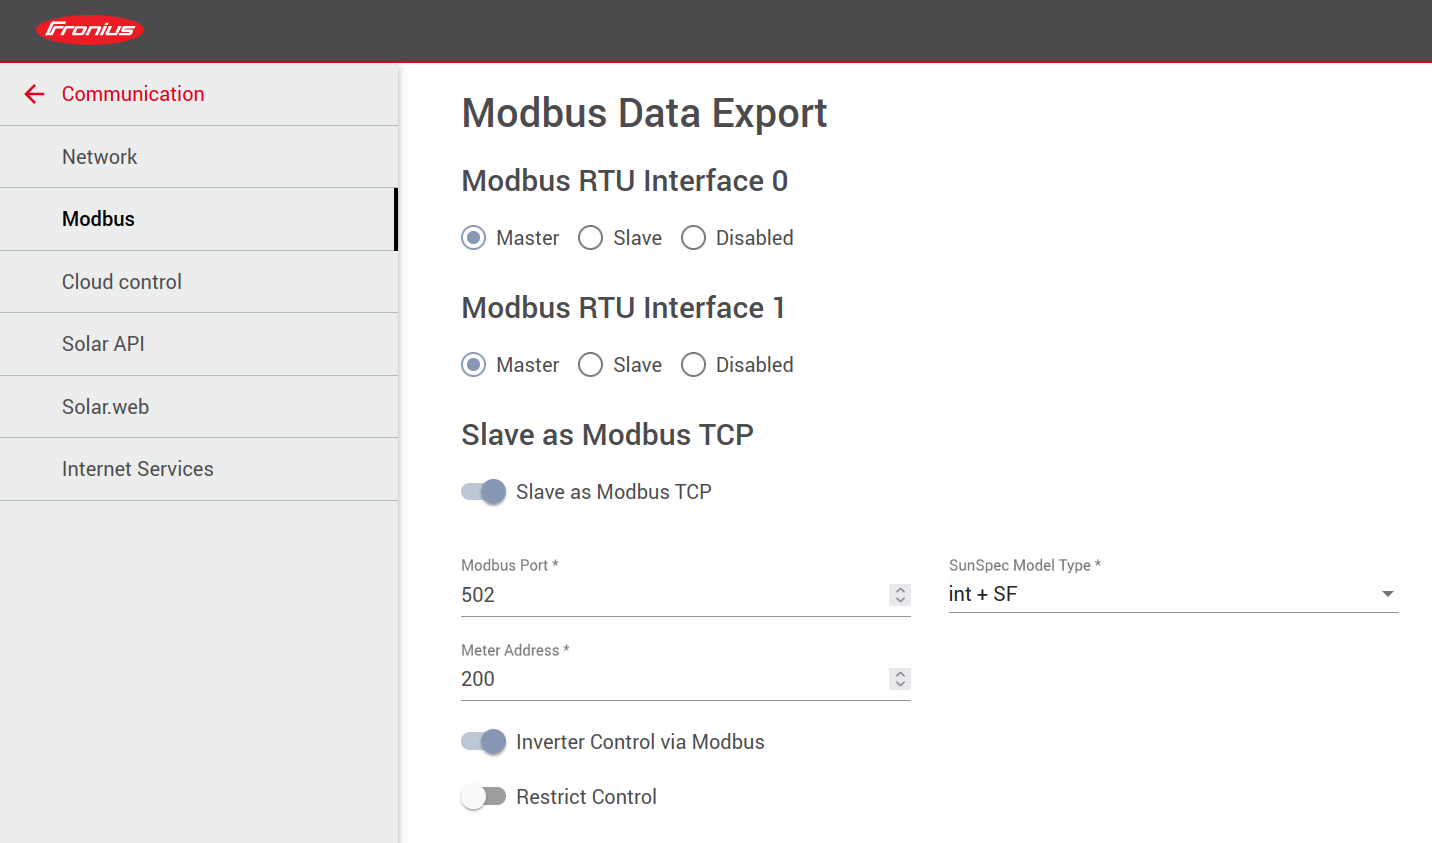 Fronius
Communication
Network
Modbus
Cloud control
Solar API
Solar.web
Internet Services
Modbus Data Export
Modbus RTU Interface 0
Master Slave Disabled
Modbus RTU Interface 1
Master Slave Disabled
Slave as Modbus TCP
Slave as Modbus TCP
Modbus Port * SunSpec Model Type *
502 int + SF
Meter Address *
200
Inverter Control via Modbus
Restrict Control